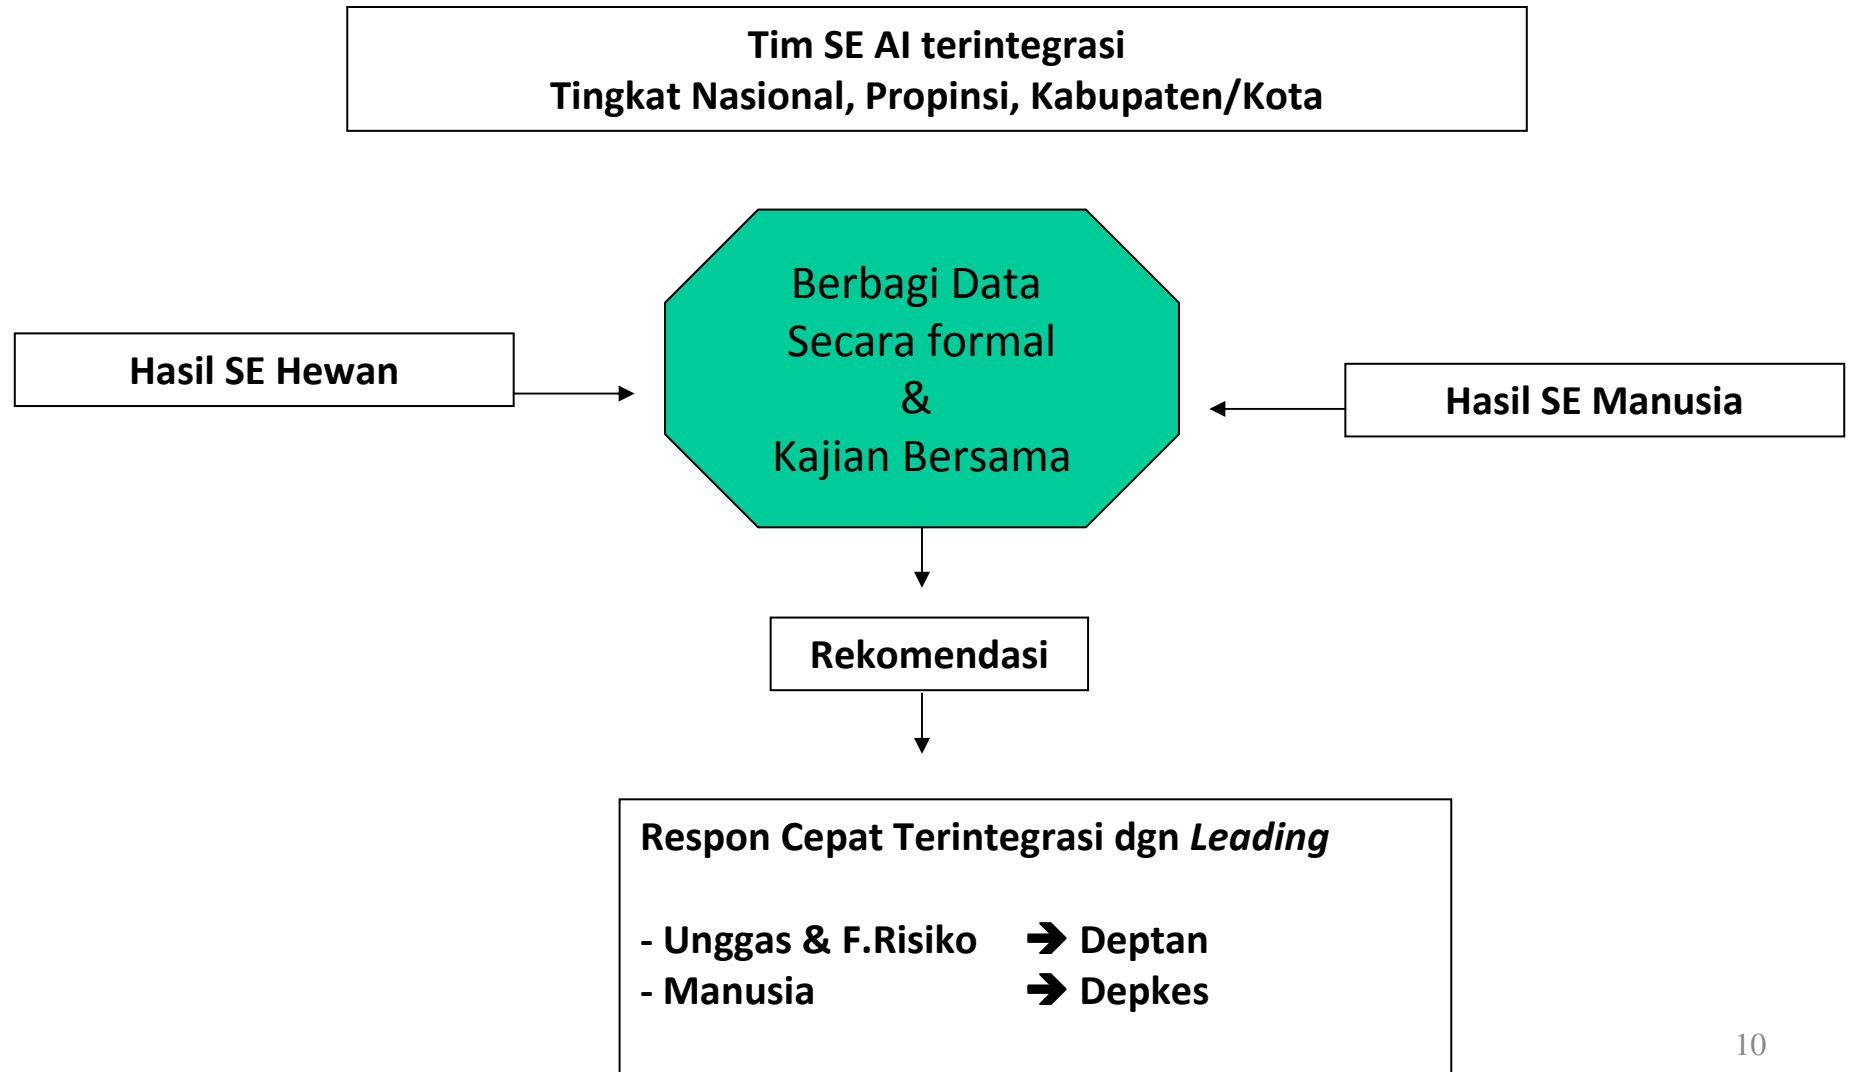 Tim SE AI terintegrasi
Tingkat Nasional, Propinsi, Kabupaten/Kota
Berbagi Data
Secara formal
&
Kajian Bersama
Hasil SE Hewan
Hasil SE Manusia
Rekomendasi
Respon Cepat Terintegrasi dgn Leading
- Unggas & F.Risiko ➔ Deptan
- Manusia ➔ Depkes
10